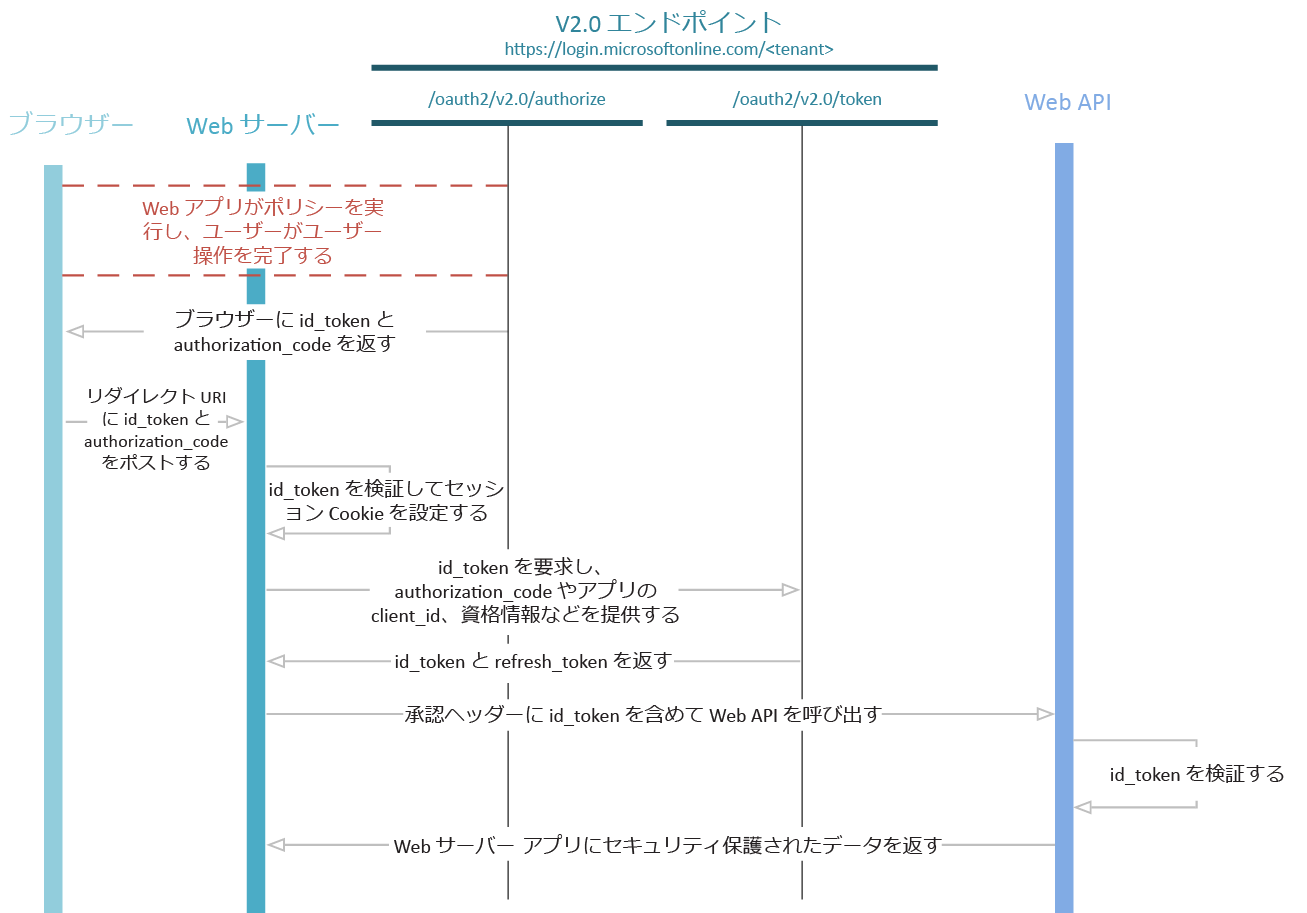 V2.0 エンドポイント
https://login.microsoftonline.com/<tenant>
/oauth2/v2.0/authorize
/oauth2/v2.0/token
Web API
ブラウザー
Web サーバー
Web アプリがポリシーを実
行し、ユーザーがユーザー
操作を完了する
ブラウザーに id_token と
authorization_code を返す
リダイレクト URI
に id_token と
authorization_code
をポストする
id_token を検証してセッシ
ョン Cookie を設定する
id_token を要求し、
authorization_code やアプリの
client_id、資格情報などを提供する
id_token と refresh_token を返す
承認ヘッダーに id_token を含めて Web API を呼び出す
id_token を検証する
Web サーバー アプリにセキュリティ保護されたデータを返す